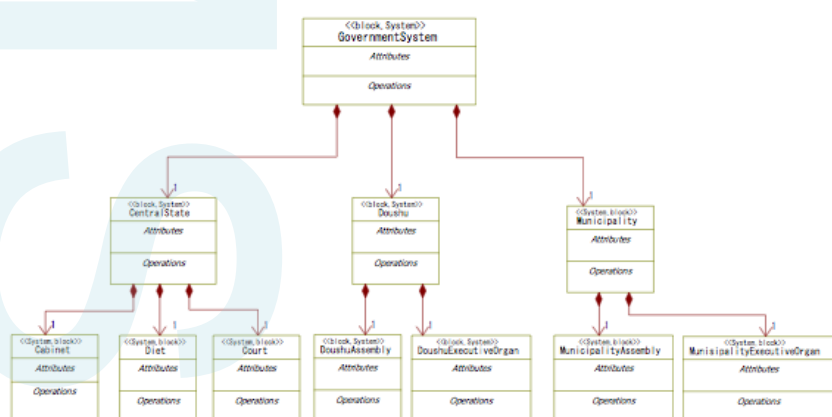 <<block, System>>
GovernmentSystem
Attributes
Operations
1
1
1
<<block, System>>
CentralState
Attributes
Operations
<<block, System>>
Doushu
Attributes
Operations
<<System, block>>
Municipality
Attributes
Operations
1
1
1
1
1
1
1
<<System, block>>
Cabinet
Attributes
Operations
<<System, block>>
Diet
Attributes
Operations
<<System, block>>
Court
Attributes
Operations
<<block, System>>
DoushuAssembly
Attributes
Operations
<<block, System>>
DoushuExecutiveOrgan
Attributes
Operations
<<System, block>>
MunicipalityAssembly
Attributes
Operations
<<System, block>>
MunisipalityExecutiveOrgan
Attributes
Operations